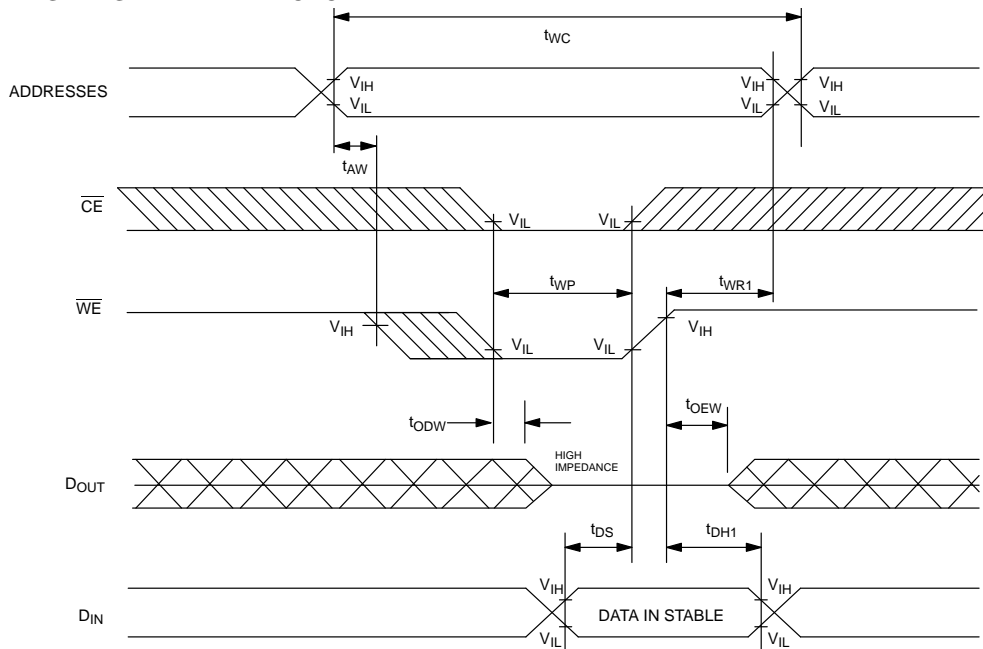 tWC
ADDRESSES
VIH
VIL
VIH
VIL
VIH
VIL
tAW
CE
VIL
VIL
tWP
tWR1
WE
VIH
VIL
VIL
VIH
tODW
tOEW
HIGH
IMPEDANCE
DOUT
tDS
tDH1
VIH
VIH
DIN
DATA IN STABLE
VIL
VIL